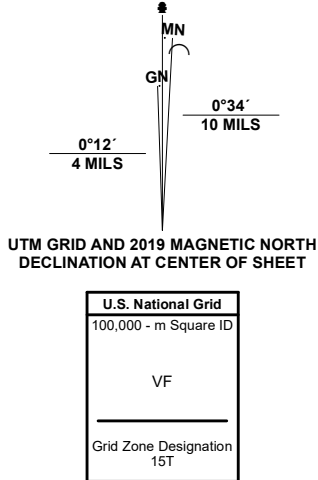 MN
GN
0°34´
10 MILS
0°12´
4 MILS
UTM GRID AND 2019 MAGNETIC NORTH
DECLINATION AT CENTER OF SHEET
U.S. National Grid
100,000 - m Square ID
VF
Grid Zone Designation
15T